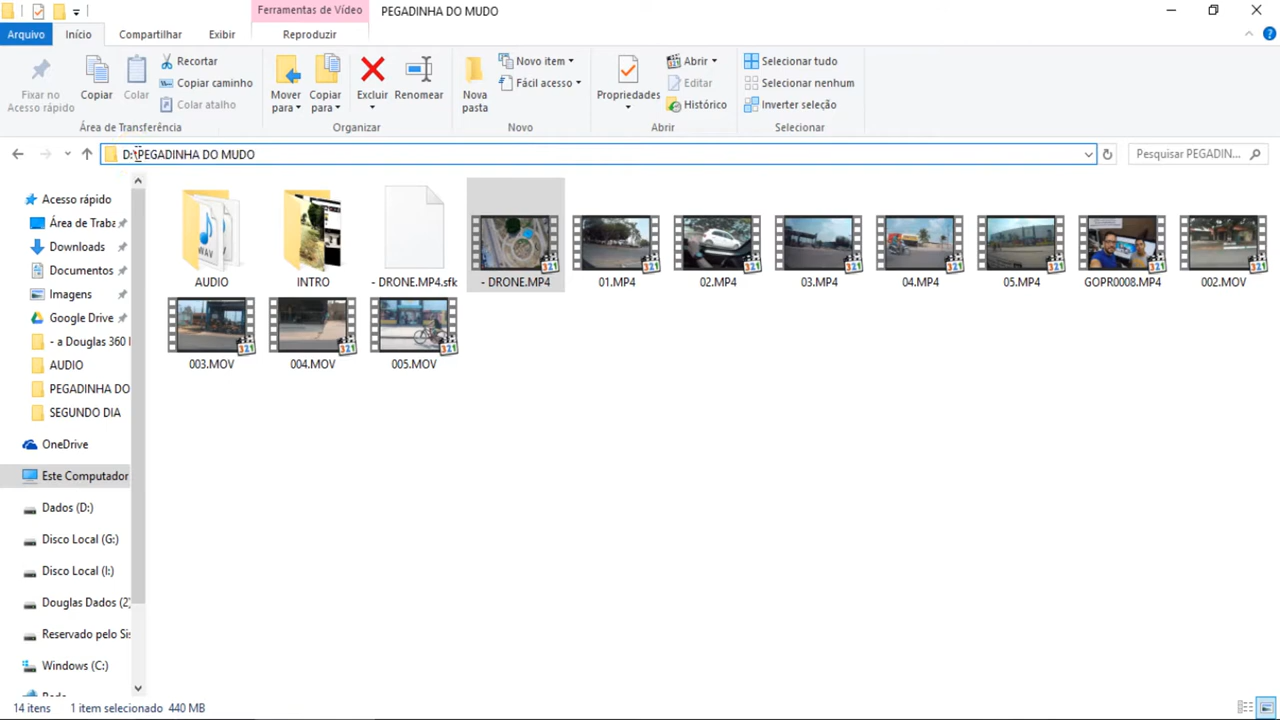 Ferramentas de Vídeo
PEGADINHA DO MUDO
Arquivo
Início
Compartilhar
Exibir
Reproduzir
Fixar no
Acesso rápido
Copiar
Colar
Recortar
Copiar caminho
Colar atalho
Mover
para
Copiar
para
Excluir
Renomear
Nova
pasta
Novo item
Fácil acesso
Propriedades
Abrir
Editar
Histórico
Selecionar tudo
Selecionar nenhum
Inverter seleção
Área de Transferência
Organizar
Novo
Abrir
Selecionar
D:\PEGADINHA DO MUDO
Pesquisar PEGADIN...
Acesso rápido
Área de Traba
Downloads
Documentos
Imagens
Google Drive
- a Douglas 360
AUDIO
PEGADINHA DO
SEGUNDO DIA
OneDrive
Este Computador
Dados (D:)
Disco Local (G:)
Disco Local (I:)
Douglas Dados (2)
Reservado pelo Sis
Windows (C:)
WAV
AUDIO
INTRO
- DRONE.MP4.sfk
- DRONE.MP4
01.MP4
02.MP4
03.MP4
04.MP4
05.MP4
GOPR0008.MP4
002.MOV
003.MOV
004.MOV
005.MOV
14 itens
1 item selecionado 440 MB